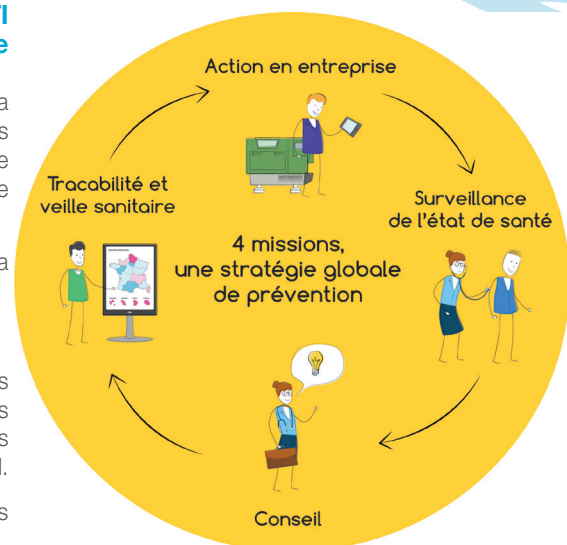 Action en entreprise
Tracabilité et
veille sanitaire
Surveillance
de l'état de santé
4 missions,
une stratégie globale
de prévention
Conseil